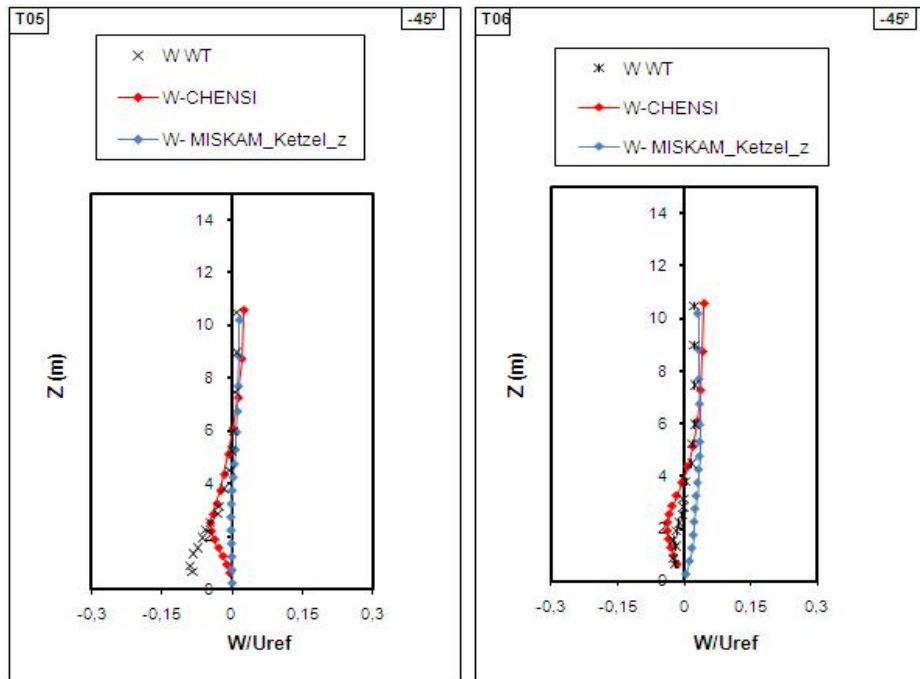 T05
-45º
W WT
W-CHENSI
W- MISKAM_Ketzel_z
14
12
10
8
6
4
2
0
Z (m)
-0,3
-0,15
0
0,15
0,3
W/Uref
T06
-45º
W WT
W-CHENSI
W- MISKAM_Ketzel_z
14
12
10
8
6
4
2
0
Z (m)
-0,3
-0,15
0
0,15
0,3
W/Uref